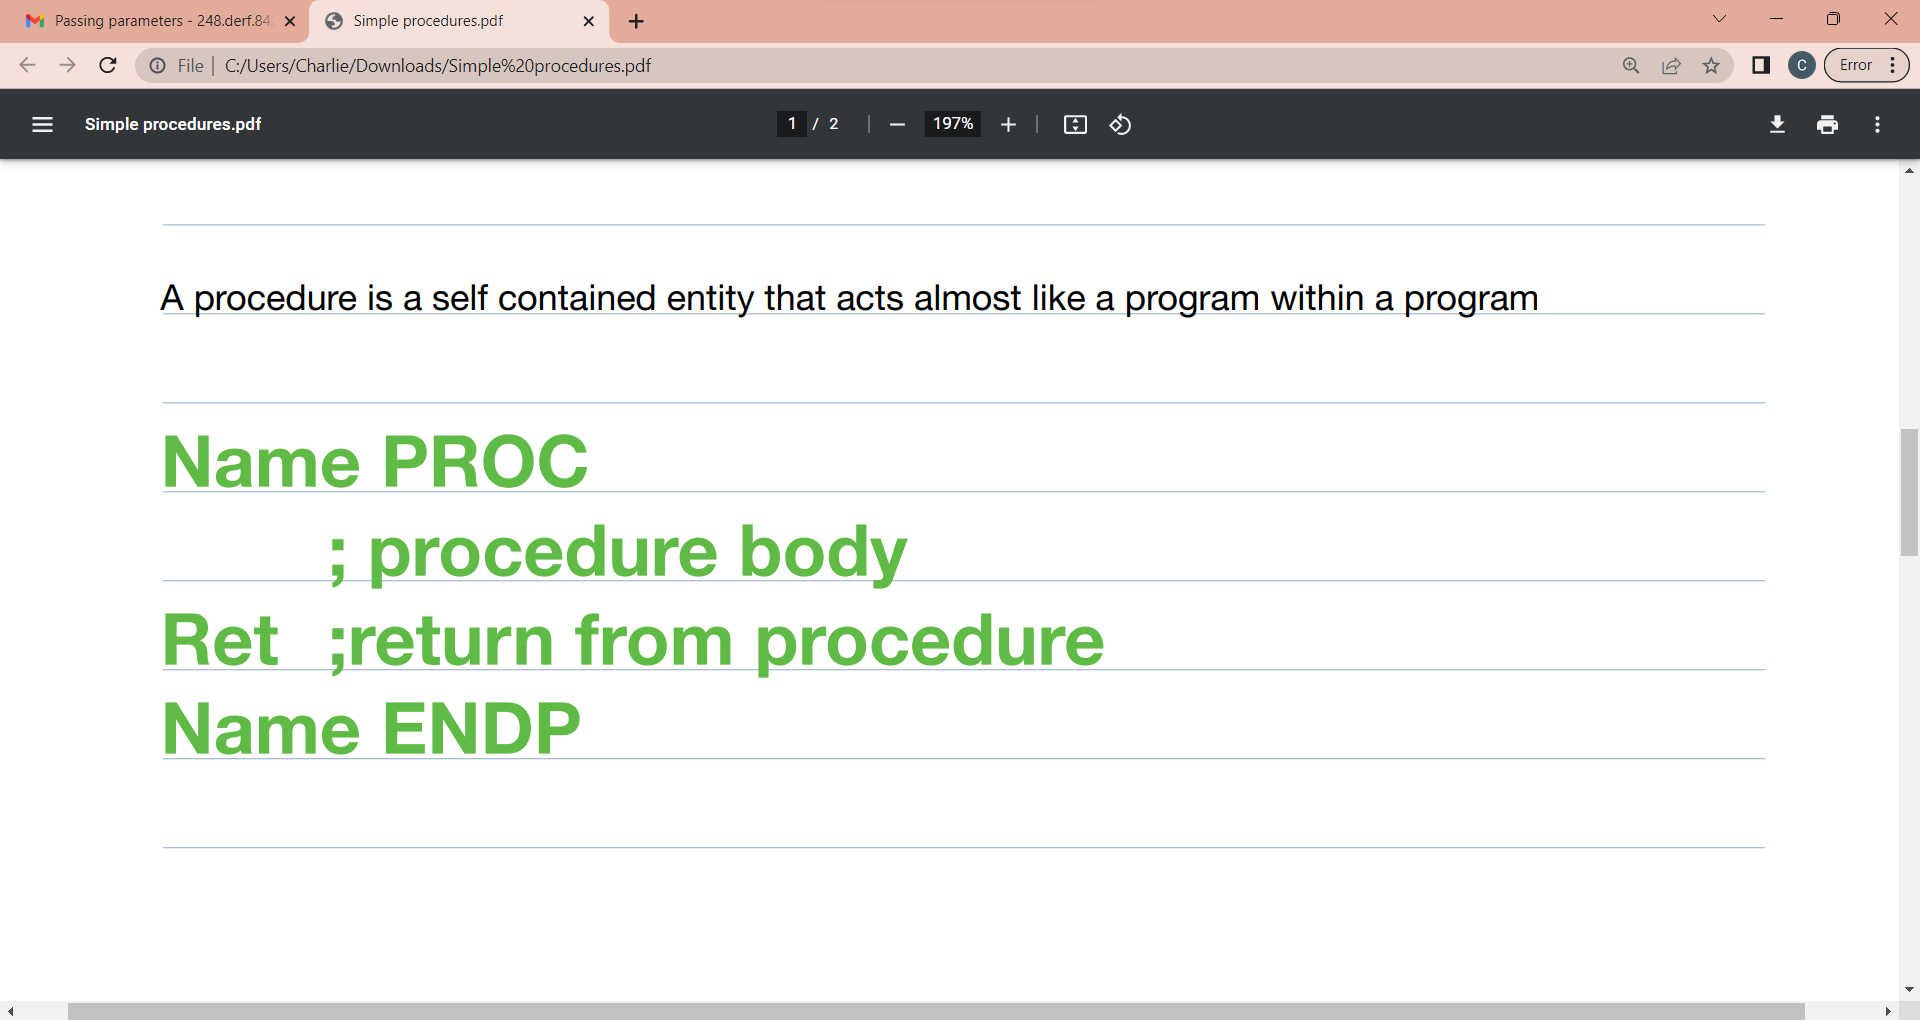 Passing parameters - 248.derf.84
Simple procedures.pdf
File
C:/Users/Charlie/Downloads/Simple%20procedures.pdf
C
Error
Simple procedures.pdf
1 / 2
197%
A procedure is a self contained entity that acts almost like a program within a program
Name PROC
; procedure body
Ret ;return from procedure
Name ENDP